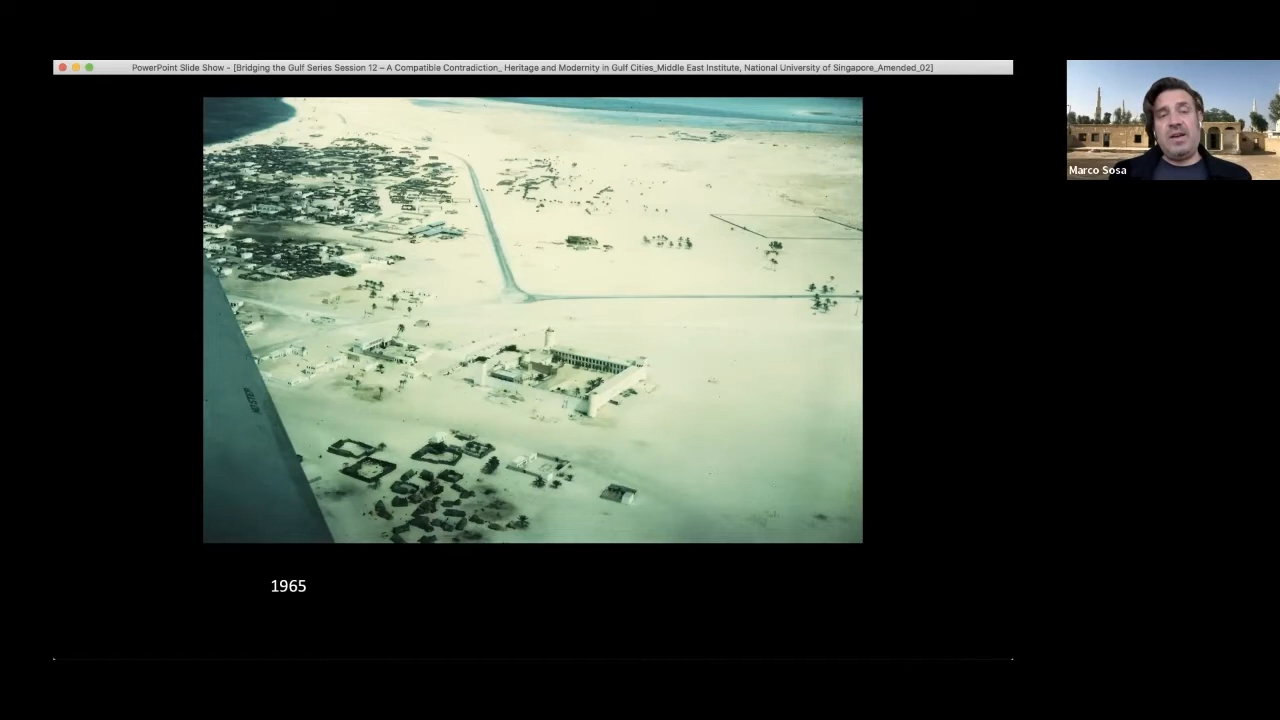 PowerPoint Slide Show - [Bridging the Gulf Series Session 12 – A Compatible Contradiction_ Heritage and Modernity in Gulf Cities_Middle East Institute, National University of Singapore_Amended_02]
Marco Sosa
1965